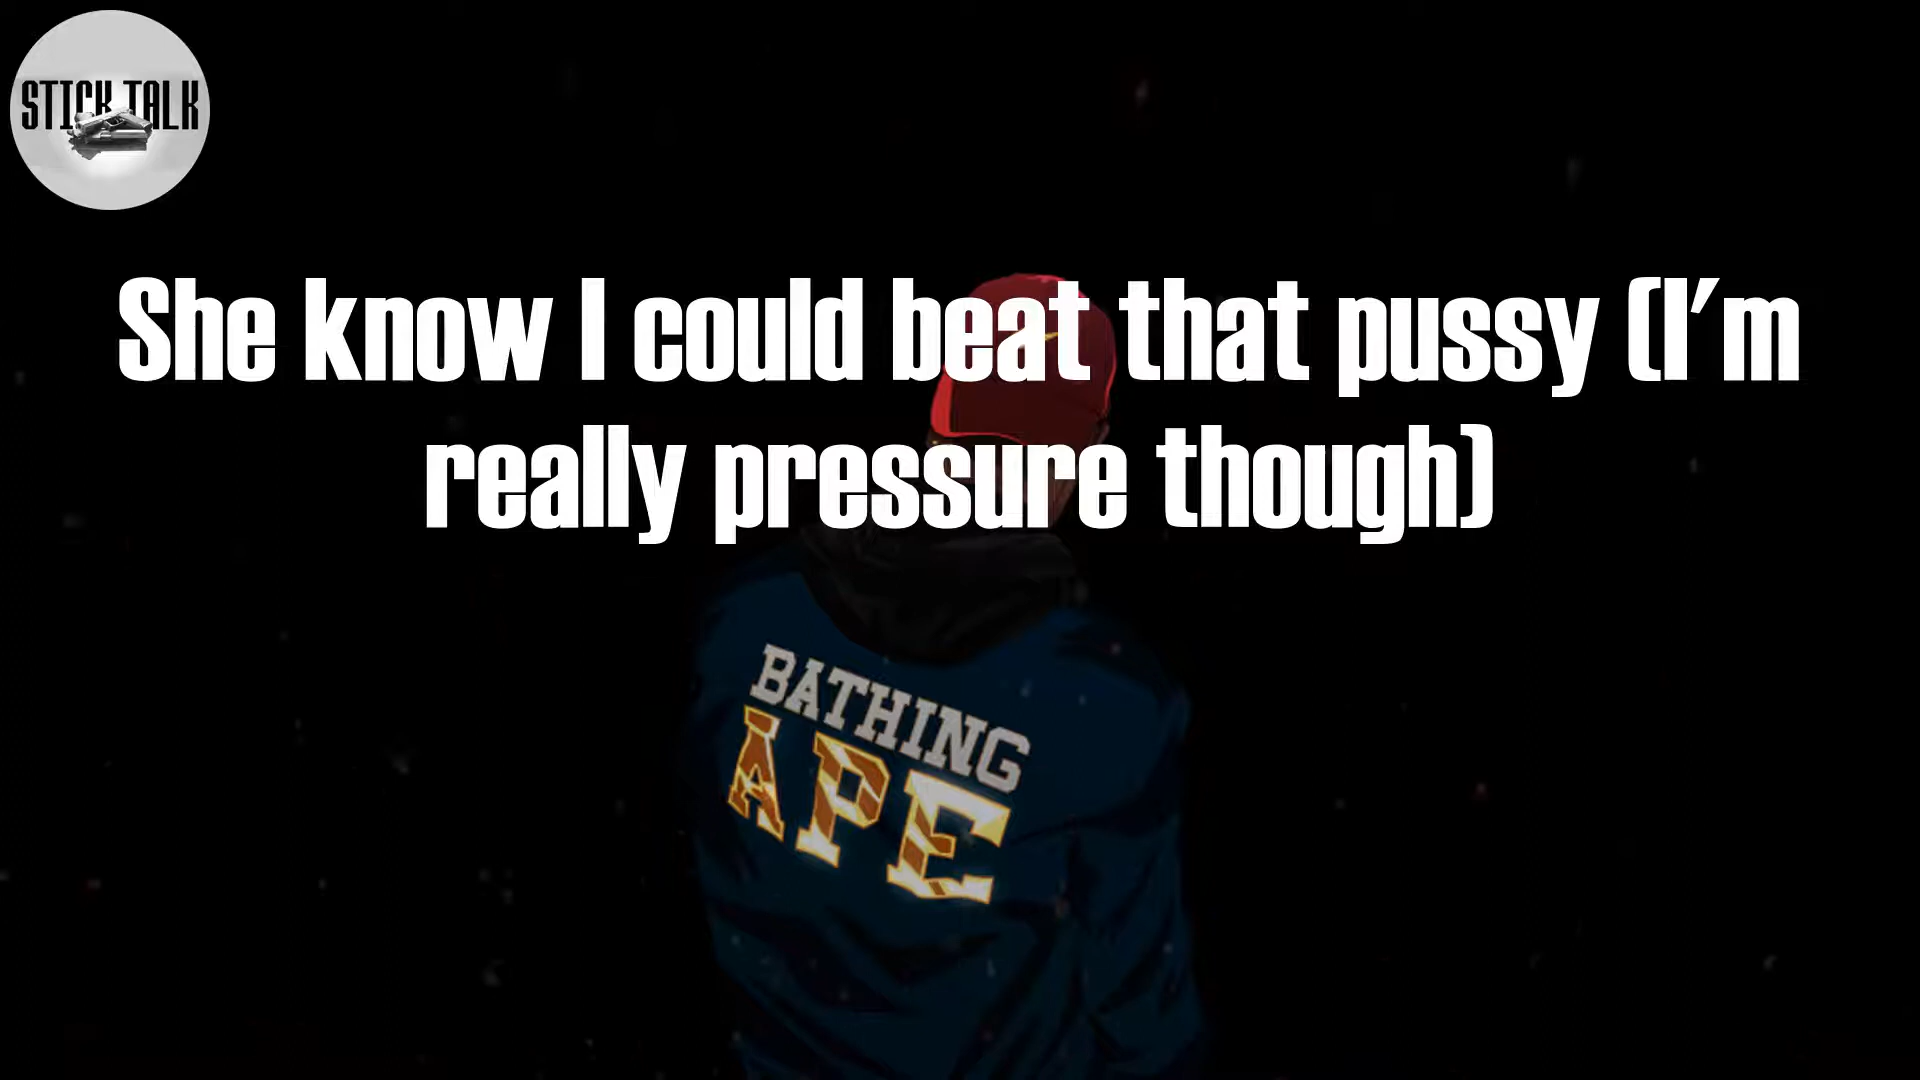 STICK TALK
She know I could beat that pussy (I'm
really pressure though)
BATHING
APE